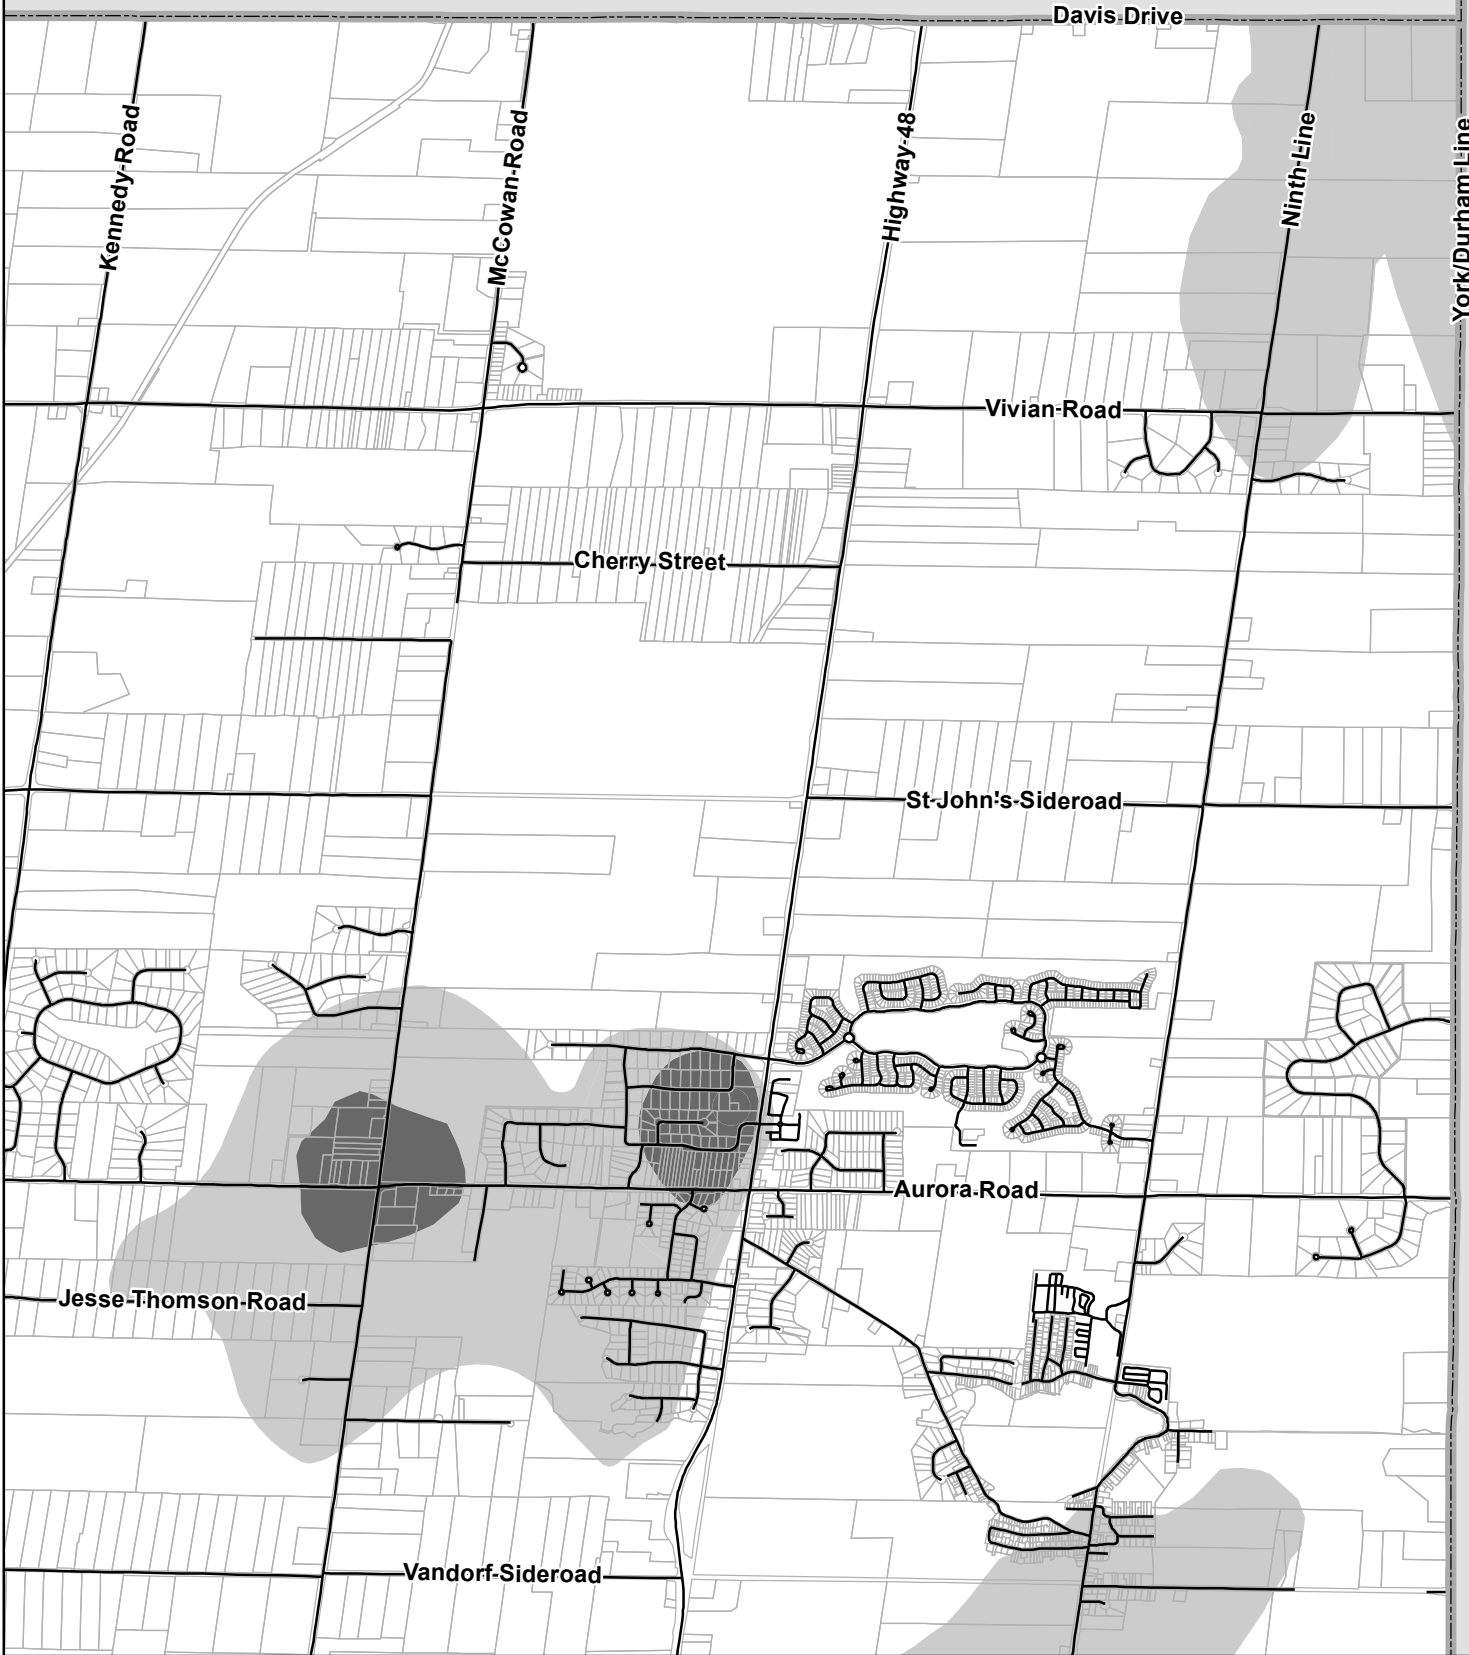 Davis Drive
Kennedy Road
McCowan Road
Highway 48
Ninth Line
York/Durham Line
Vivian Road
Cherry Street
St John's Sideroad
Aurora Road
Jesse Thomson Road
Vandorf Sideroad